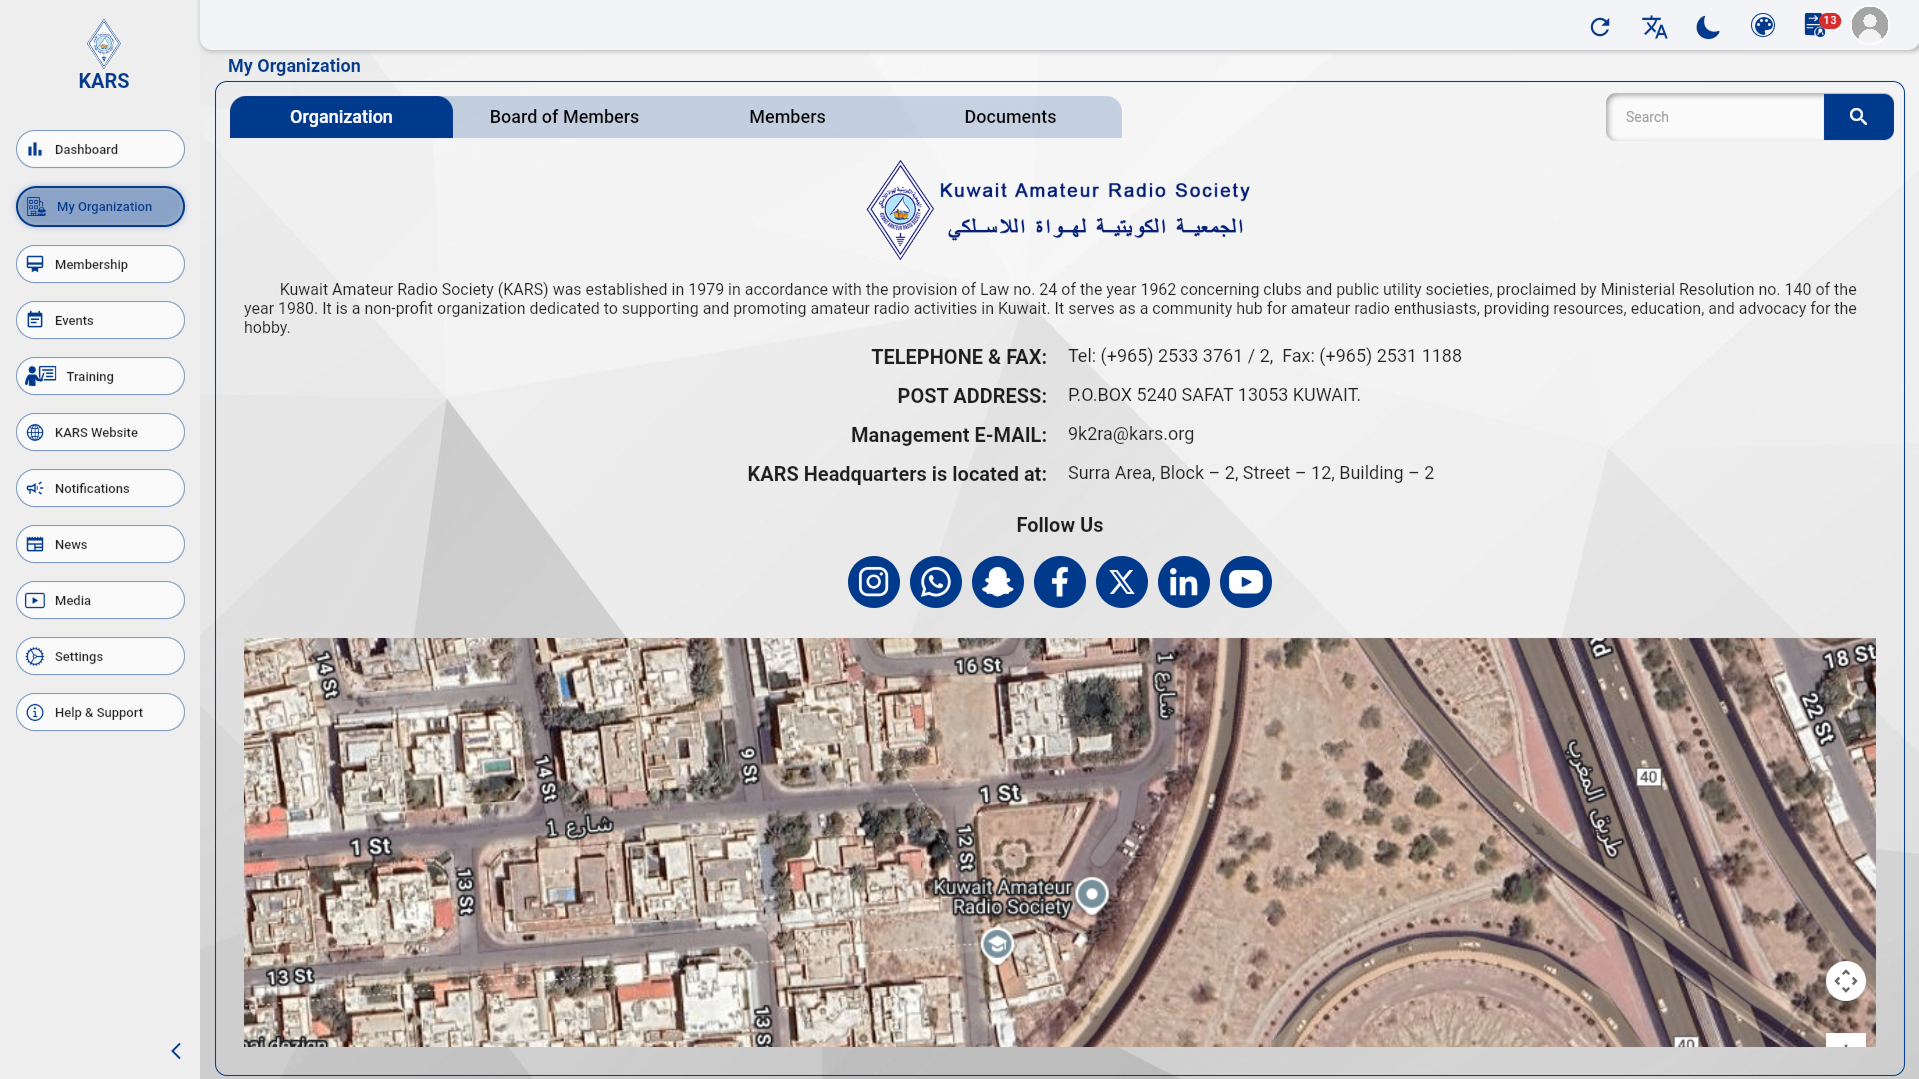 13
KARS
My Organization
Organization
Board of Members
Members
Documents
Search
Dashboard
My Organization
Membership
Events
Training
KARS Website
Notifications
News
Media
Settings
Help & Support
Kuwait Amateur Radio Society
الجمعيـة الكويتيـة لهـواة اللاسـلكي
Kuwait Amateur Radio Society (KARS) was established in 1979 in accordance with the provision of Law no. 24 of the year 1962 concerning clubs and public utility societies, proclaimed by Ministerial Resolution no. 140 of the
year 1980. It is a non-profit organization dedicated to supporting and promoting amateur radio activities in Kuwait. It serves as a community hub for amateur radio enthusiasts, providing resources, education, and advocacy for the
hobby.
TELEPHONE & FAX: Tel: (+965) 2533 3761 / 2, Fax: (+965) 2531 1188
POST ADDRESS: P.O.BOX 5240 SAFAT 13053 KUWAIT.
Management E-MAIL: 9k2ra@kars.org
KARS Headquarters is located at: Surra Area, Block – 2, Street – 12, Building – 2
Follow Us
14 St
16 St
شارع 1
18 St
22 St
14 St
9 St
1 St
طريق المغرب
40
شارع 1
1 St
12 St
13 St
Kuwait Amateur
Radio Society
13 St
13 S
40